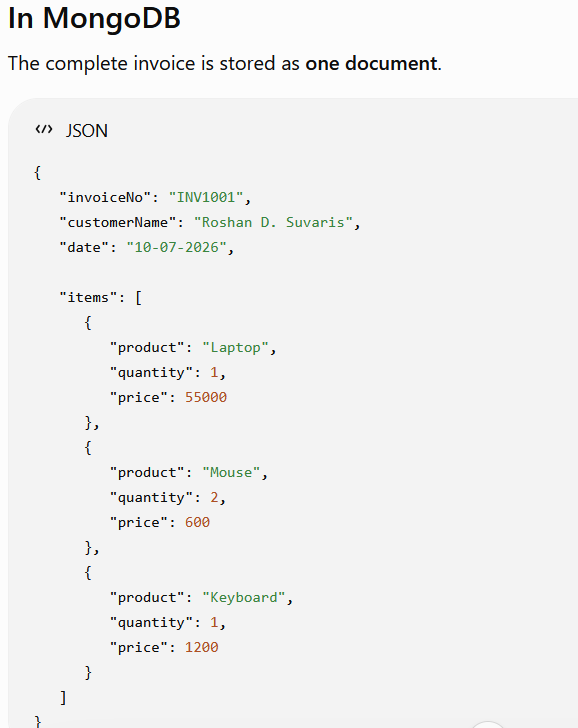 In MongoDB
The complete invoice is stored as one document.
</> JSON
{
   "invoiceNo": "INV1001",
   "customerName": "Roshan D. Suvaris",
   "date": "10-07-2026",

   "items": [
      {
         "product": "Laptop",
         "quantity": 1,
         "price": 55000
      },
      {
         "product": "Mouse",
         "quantity": 2,
         "price": 600
      },
      {
         "product": "Keyboard",
         "quantity": 1,
         "price": 1200
      }
   ]
}